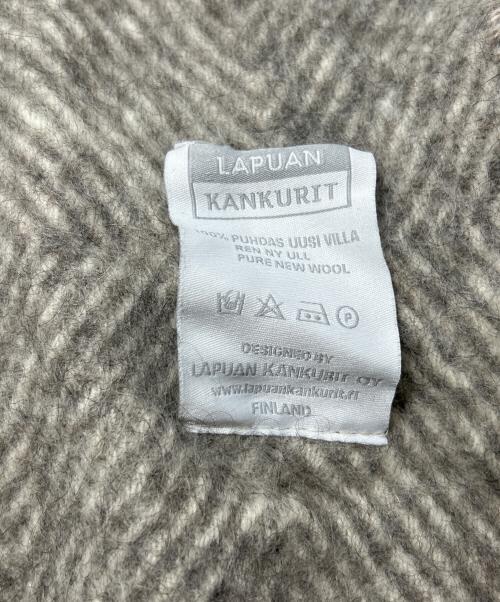 LAPUAN
KANKURIT
100% PUHDAS UUSI VILLA
REN NY ULL
PURE NEW WOOL
P
DESIGNED BY
LAPUAN KANKURIT OY
www.lapuankankurit.fi
FINLAND